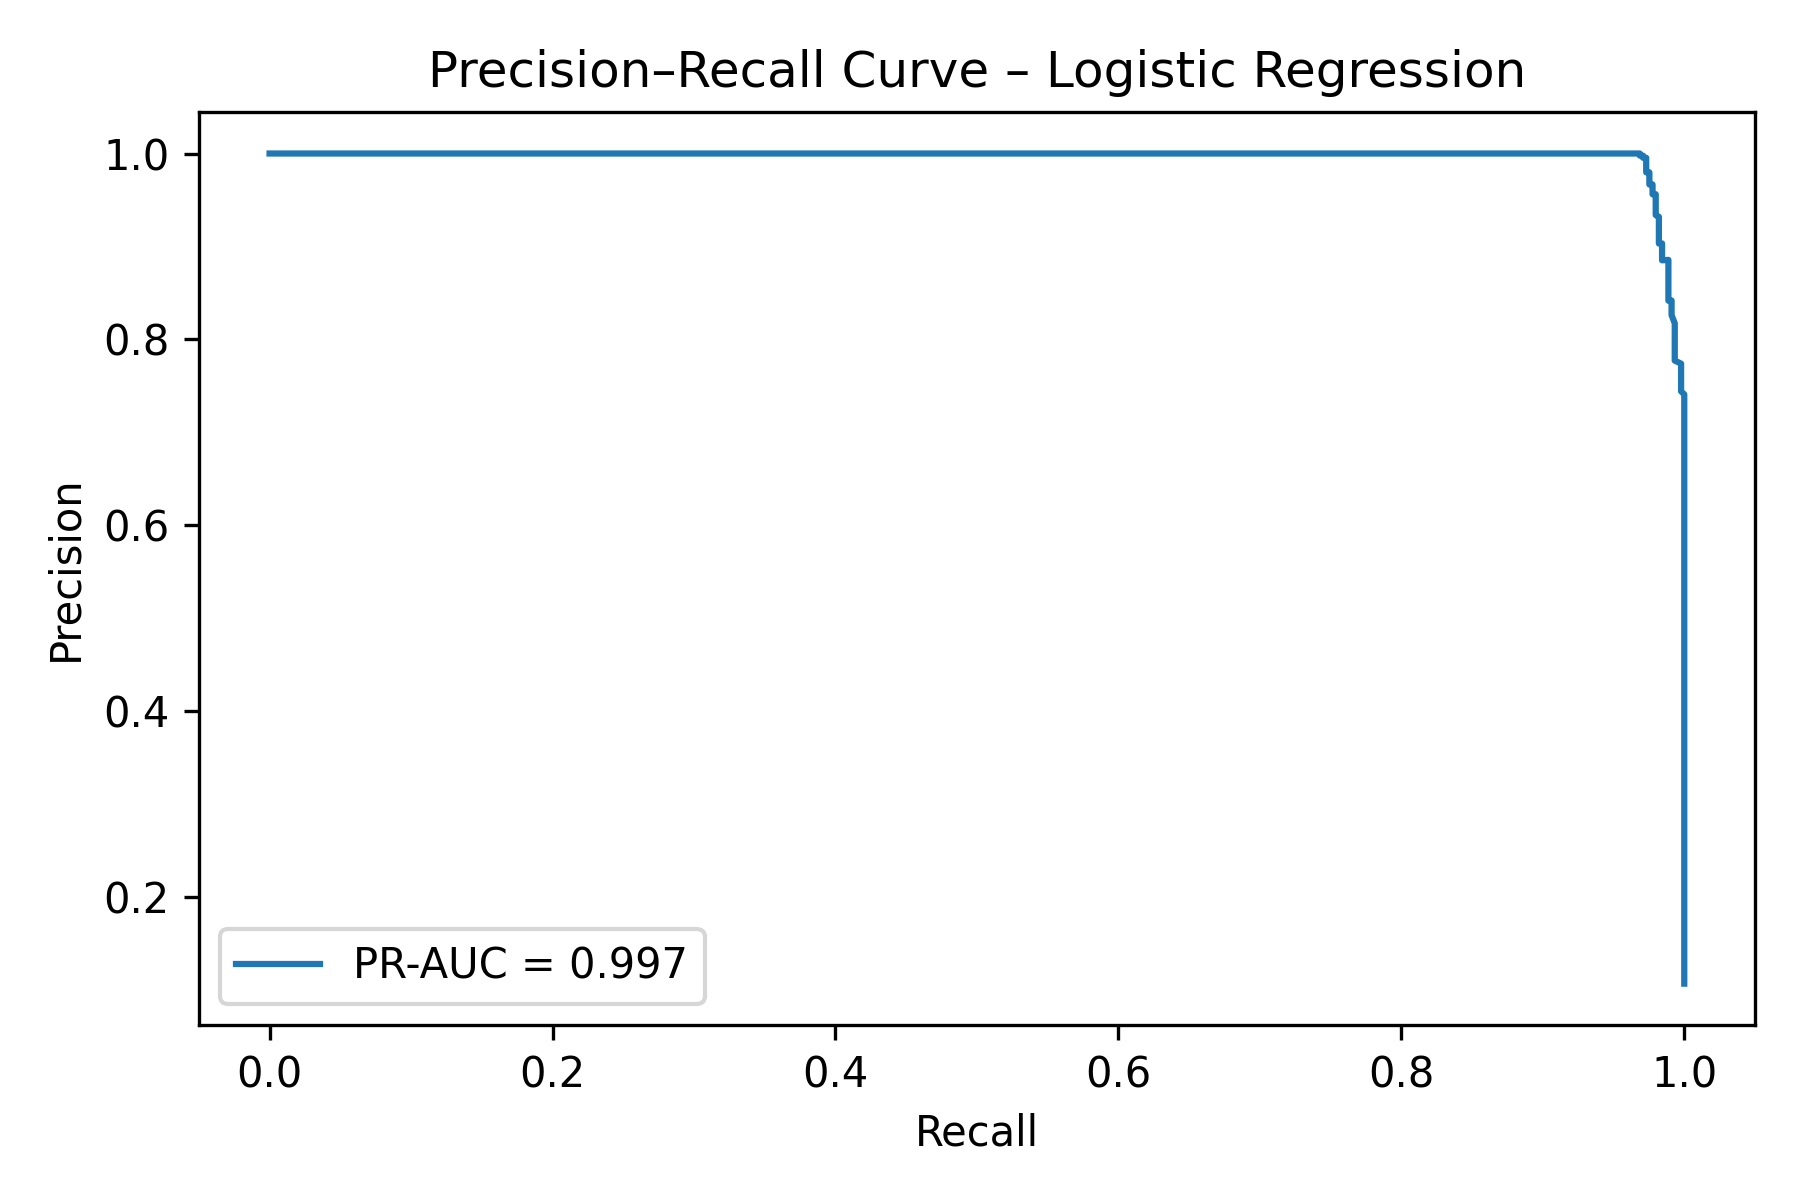 Precision–Recall Curve – Logistic Regression
1.0
0.8
0.6
0.4
0.2
Precision
PR-AUC = 0.997
0.0 0.2 0.4 0.6 0.8 1.0
Recall